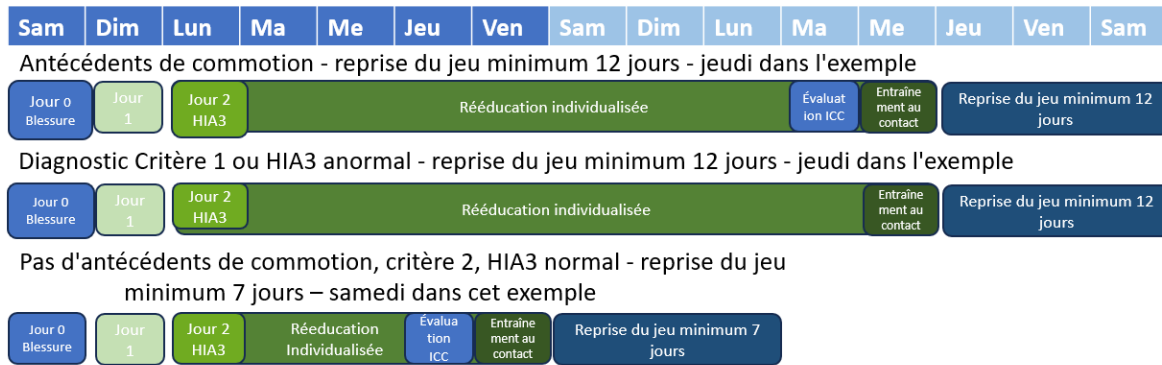 Sam Dim Lun Ma Me Jeu Ven Sam Dim Lun Ma Me Jeu Ven Sam
Antécédents de commotion - reprise du jeu minimum 12 jours - jeudi dans l'exemple
Jour 0
Blessure
Jour
1
Jour 2
HIA3
Rééducation individualisée
Évaluat
ion ICC
Entraîne
ment au
contact
Reprise du jeu minimum 12
jours
Diagnostic Critère 1 ou HIA3 anormal - reprise du jeu minimum 12 jours - jeudi dans l'exemple
Jour 0
Blessure
Jour
1
Jour 2
HIA3
Rééducation individualisée
Entraîne
ment au
contact
Reprise du jeu minimum 12
jours
Pas d'antécédents de commotion, critère 2, HIA3 normal - reprise du jeu
minimum 7 jours – samedi dans cet exemple
Jour 0
Blessure
Jour
1
Jour 2
HIA3
Réeducation
Individualisée
Évalua
tion
ICC
Entraîne
ment au
contact
Reprise du jeu minimum 7
jours